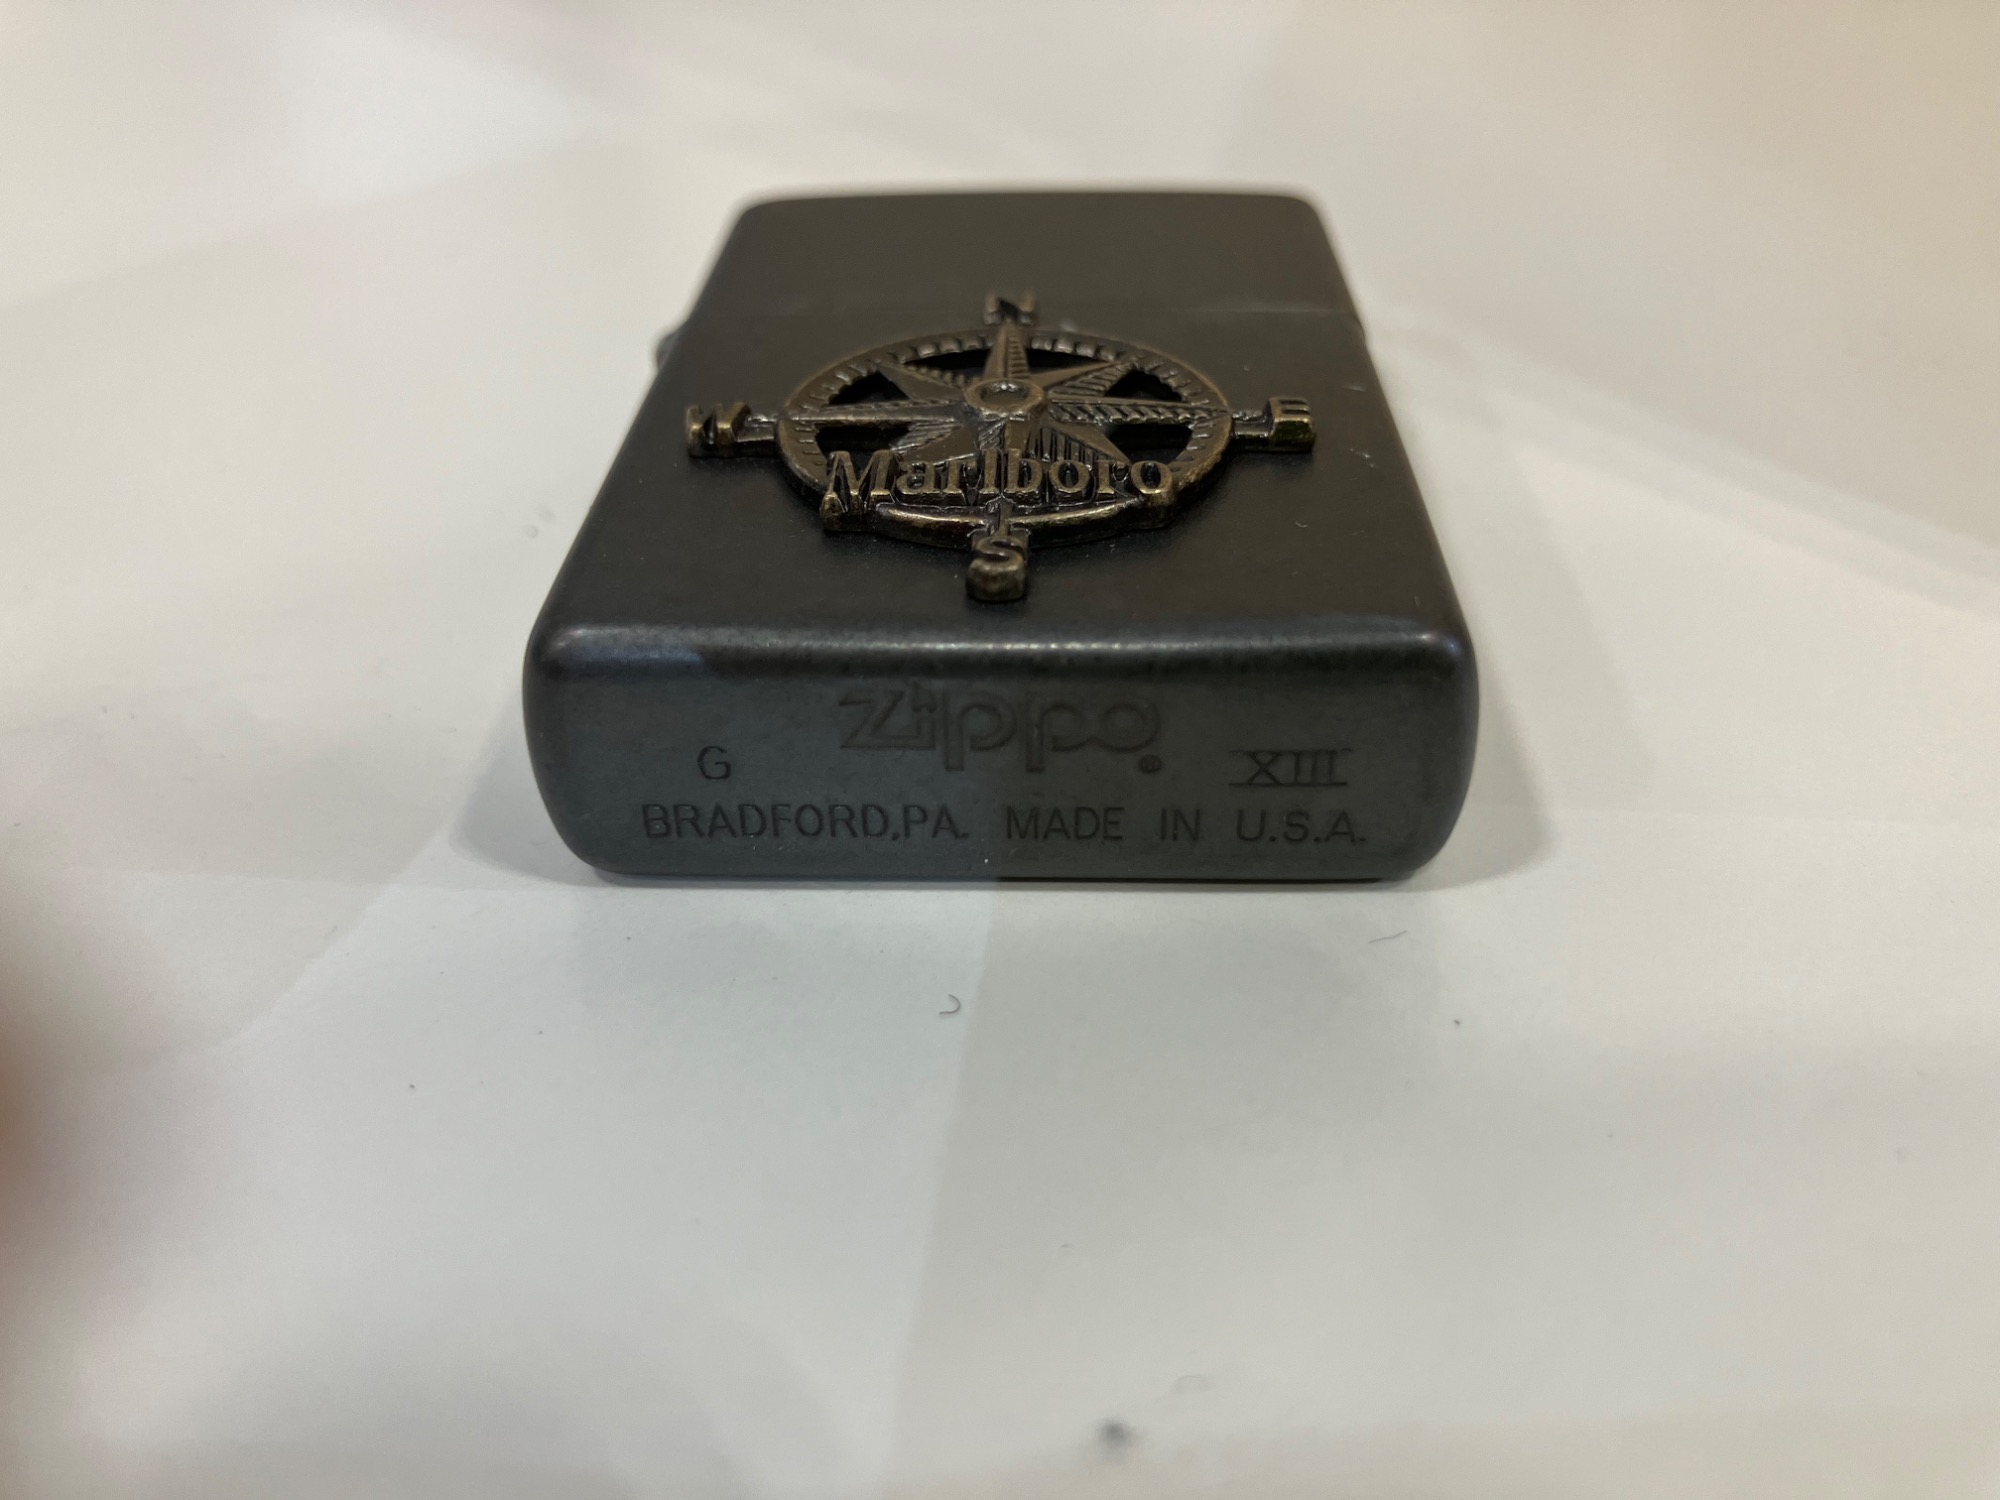 N
W E
Marlboro
S
Zippo®
G XIII
BRADFORD,PA. MADE IN U.S.A.